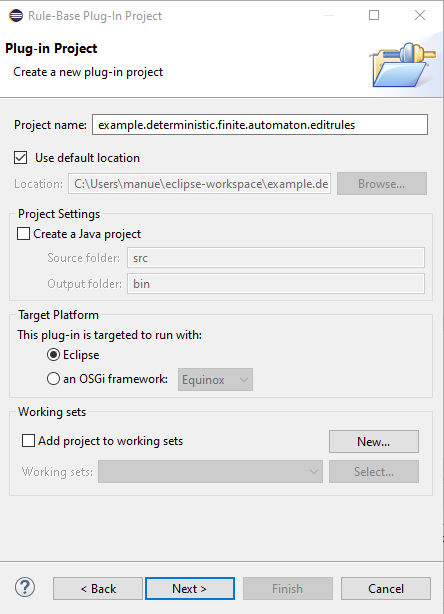 Rule-Base Plug-In Project
Plug-in Project
Create a new plug-in project
Project name: example.deterministic.finite.automaton.editrules
Use default location
Location: C:\Users\manue\eclipse-workspace\example.de Browse...
Project Settings
Create a Java project
Source folder: src
Output folder: bin
Target Platform
This plug-in is targeted to run with:
Eclipse
an OSGi framework: Equinox
Working sets
Add project to working sets New...
Working sets: Select...
? < Back Next > Finish Cancel